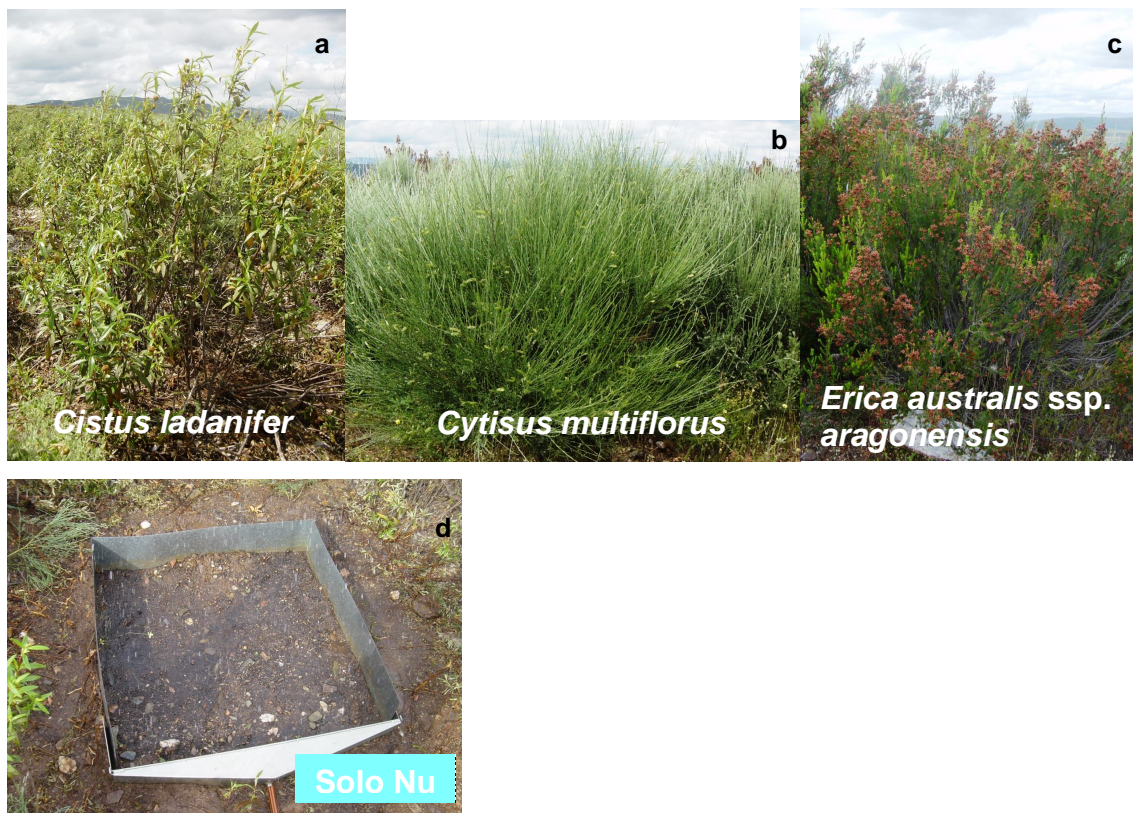 a
Cistus ladanifer
b
Cytisus multiflorus
c
Erica australis ssp.
aragonensis
d
Solo Nu